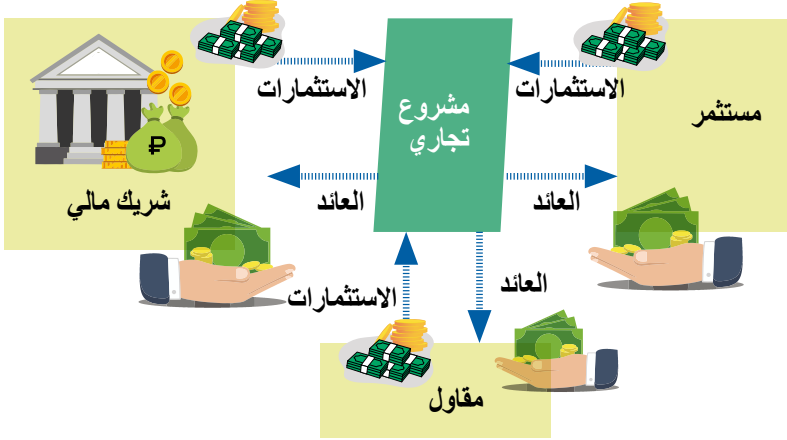 الاستثمارات
مشروع
تجاري
الاستثمارات
مستثمر
العائد
العائد
شريك مالي
₽
العائد
الاستثمارات
مقاول